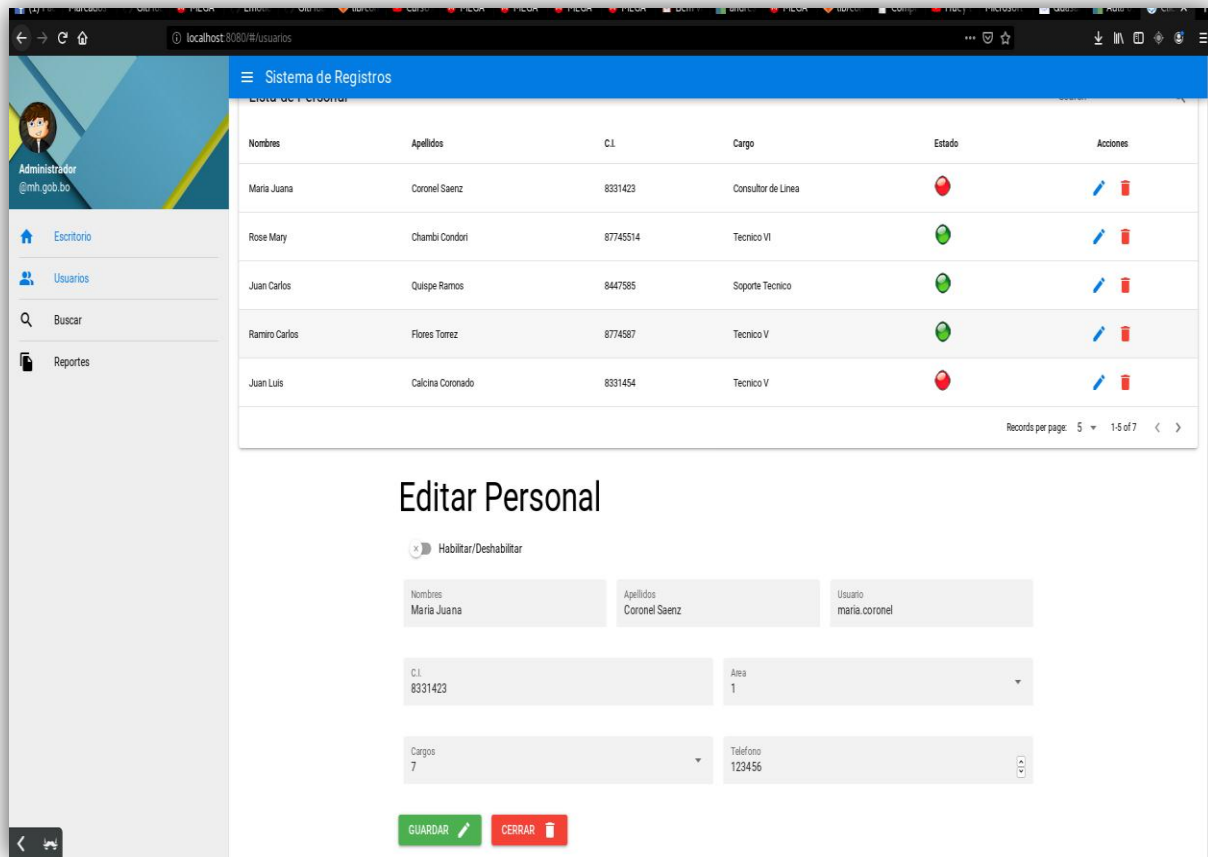 localhost:8080/#/usuarios
Sistema de Registros
Administrador
@mh.gob.bo
Escritorio
Usuarios
Buscar
Reportes
Lista de Personal
Nombres Apellidos C.I. Cargo Estado Acciones
Maria Juana Coronel Saenz 8331423 Consultor de Linea
Rose Mary Chambi Condori 87745514 Tecnico VI
Juan Carlos Quispe Ramos 8447585 Soporte Tecnico
Ramiro Carlos Flores Torrez 8774587 Tecnico V
Juan Luis Calcina Coronado 8331454 Tecnico V
Records per page: 5 1-5 of 7
Editar Personal
Habilitar/Deshabilitar
Nombres Apellidos Usuario
Maria Juana Coronel Saenz maria.coronel
C.I. Area
8331423 1
Cargos Telefono
7 123456
GUARDAR CERRAR